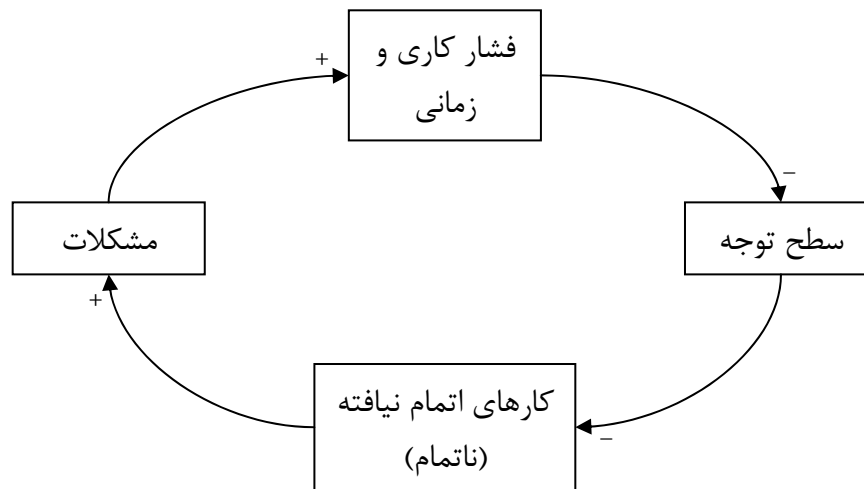 فشار کاری و
زمانی
+
–
سطح توجه
مشکلات
+
کارهای اتمام نیافته
(ناتمام)
–